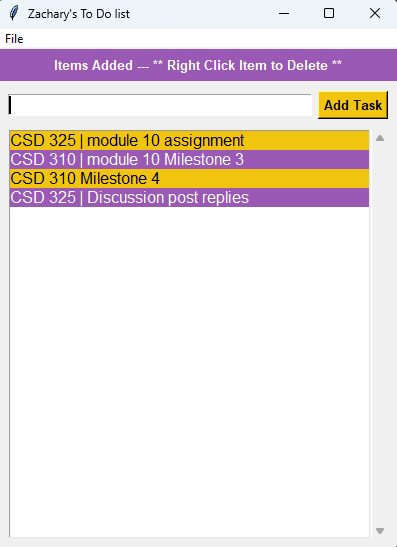 Zachary's To Do list
File
Items Added --- ** Right Click Item to Delete **
Add Task
CSD 325 | module 10 assignment
CSD 310 | module 10 Milestone 3
CSD 310 Milestone 4
CSD 325 | Discussion post replies